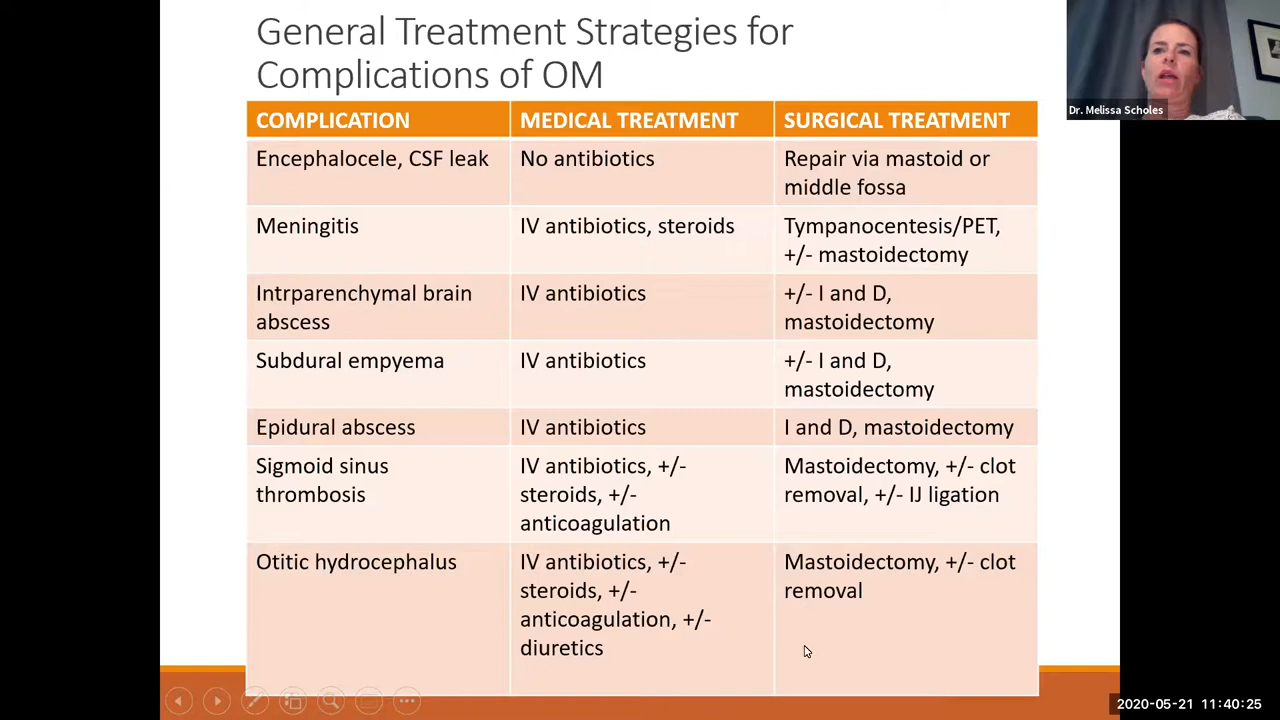 General Treatment Strategies for
Complications of OM
Dr. Melissa Scholes
COMPLICATION MEDICAL TREATMENT SURGICAL TREATMENT
Encephalocele, CSF leak No antibiotics Repair via mastoid or
middle fossa
Meningitis IV antibiotics, steroids Tympanocentesis/PET,
+/- mastoidectomy
Intrparenchymal brain IV antibiotics +/- I and D,
abscess mastoidectomy
Subdural empyema IV antibiotics +/- I and D,
mastoidectomy
Epidural abscess IV antibiotics I and D, mastoidectomy
Sigmoid sinus IV antibiotics, +/- Mastoidectomy, +/- clot
thrombosis steroids, +/- removal, +/- IJ ligation
anticoagulation
Otitic hydrocephalus IV antibiotics, +/- Mastoidectomy, +/- clot
steroids, +/- removal
anticoagulation, +/-
diuretics
2020-05-21 11:40:25